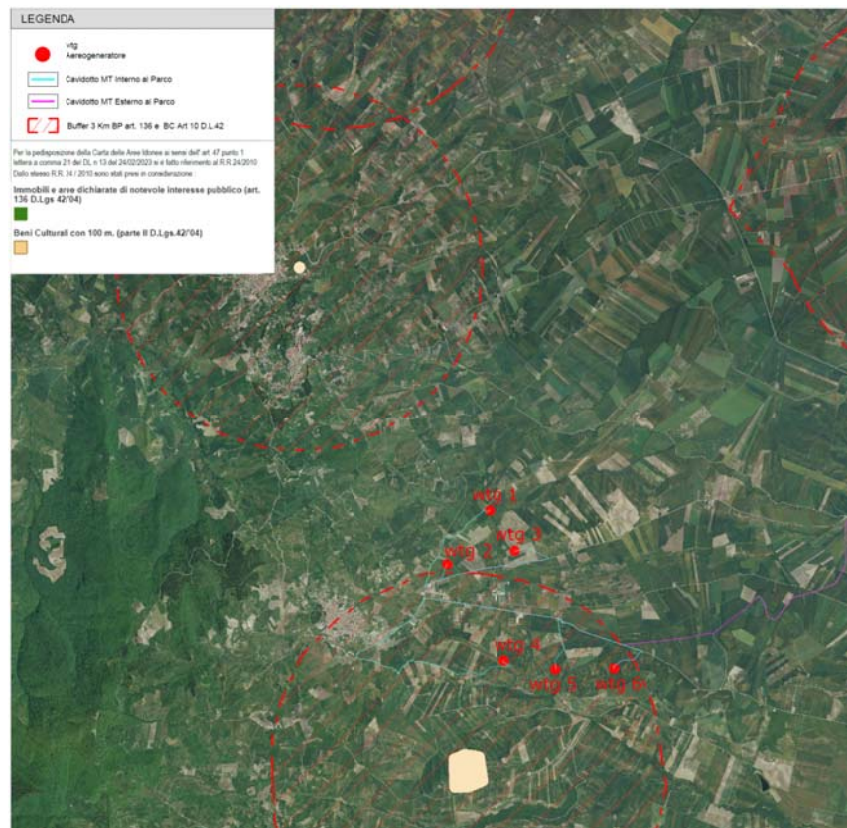 LEGENDA
wtg
Aereogeneratore
Cavidotto MT Interno al Parco
Cavidotto MT Esterno al Parco
Buffer 3 Km BP art. 136 e BC Art 10 D.L.42
Per la pedisposizione della Carta delle Aree Idonee ai sensi dell' art. 47 punto 1
lettera a comma 21 del DL n 13 del 24/02/2023 si è fatto riferimento al R.R.24/2010
Dallo stesso R.R. 24 / 2010 sono stati presi in considerazione
Immobili e aree dichiarate di notevole interesse pubblico (art.
136 D.Lgs 42/'04)
Beni Cultural con 100 m. (parte II D.Lgs.42/'04)
wtg 1
wtg 3
wtg 2
wtg 4
wtg 5
wtg 6